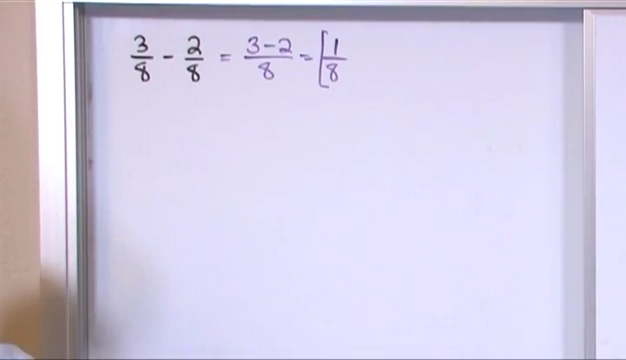 3/8 - 2/8 = 3-2/8 = [1/8